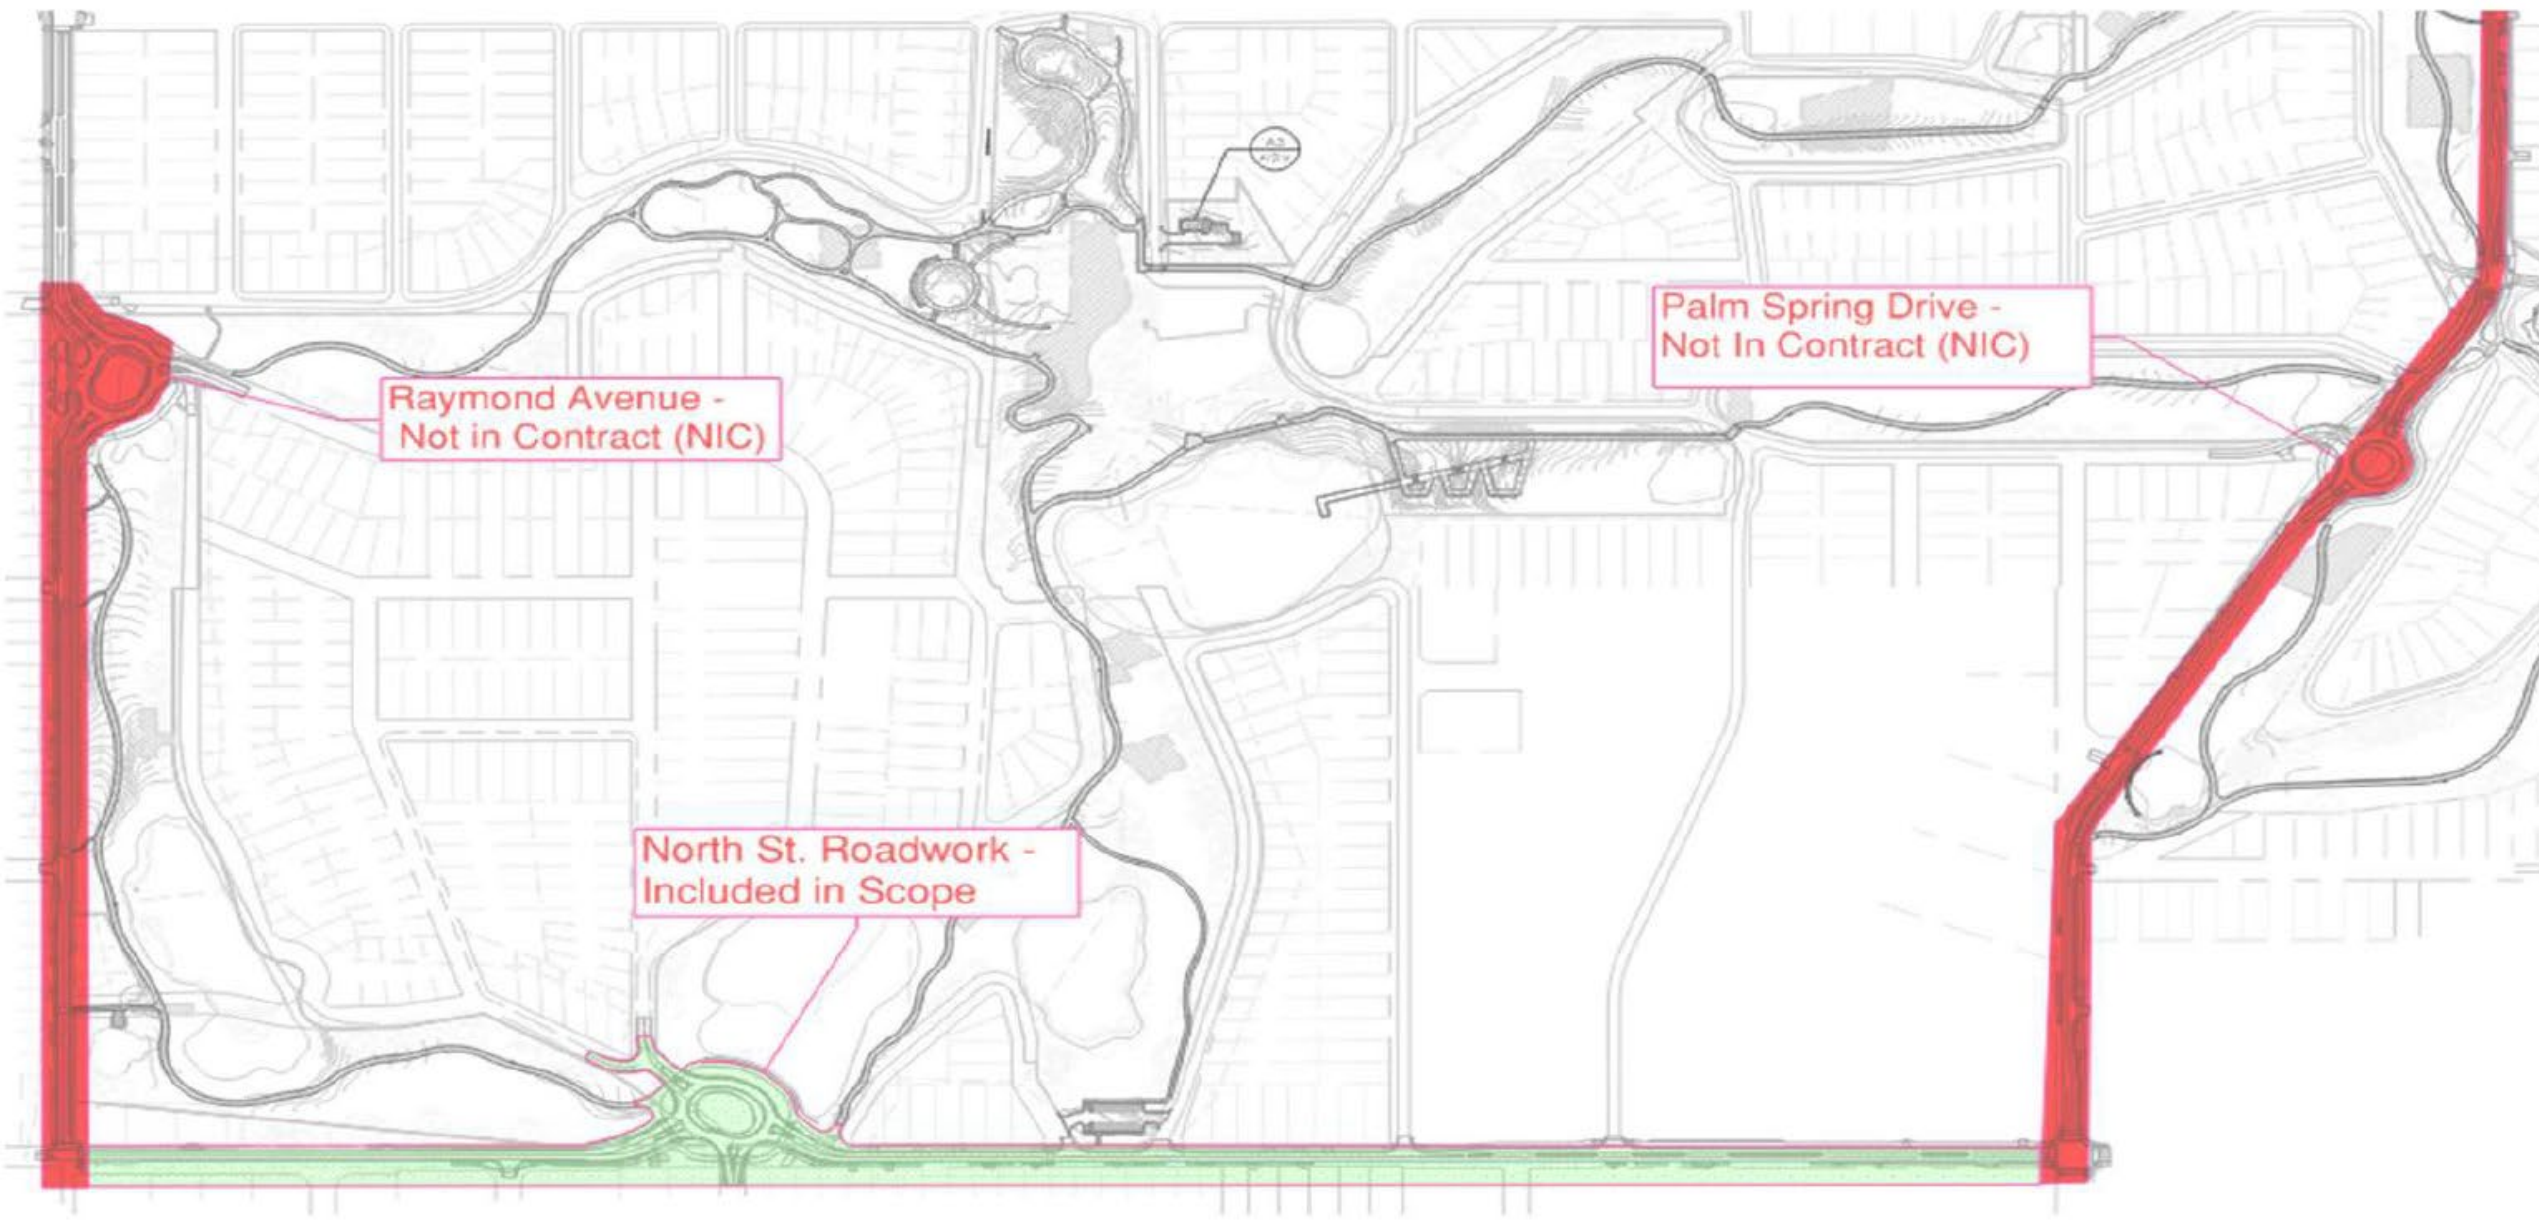 Raymond Avenue -
Not in Contract (NIC)
Palm Spring Drive -
Not In Contract (NIC)
North St. Roadwork -
Included in Scope